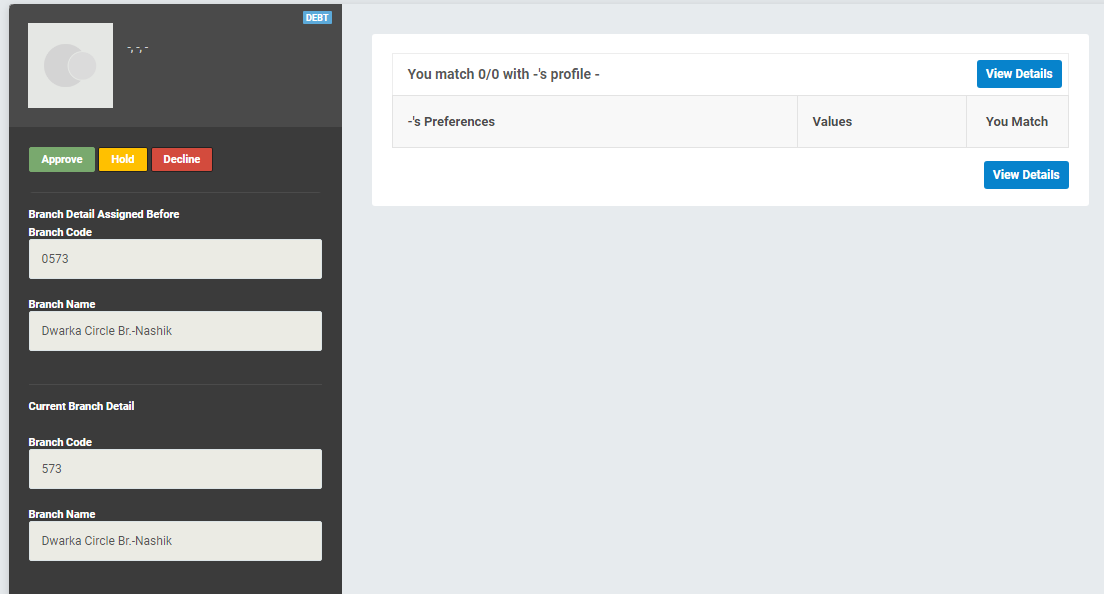 DEBT
-, -, -
Approve Hold Decline
Branch Detail Assigned Before
Branch Code
0573
Branch Name
Dwarka Circle Br.-Nashik
Current Branch Detail
Branch Code
573
Branch Name
Dwarka Circle Br.-Nashik
You match 0/0 with -'s profile - View Details
-'s Preferences Values You Match
View Details